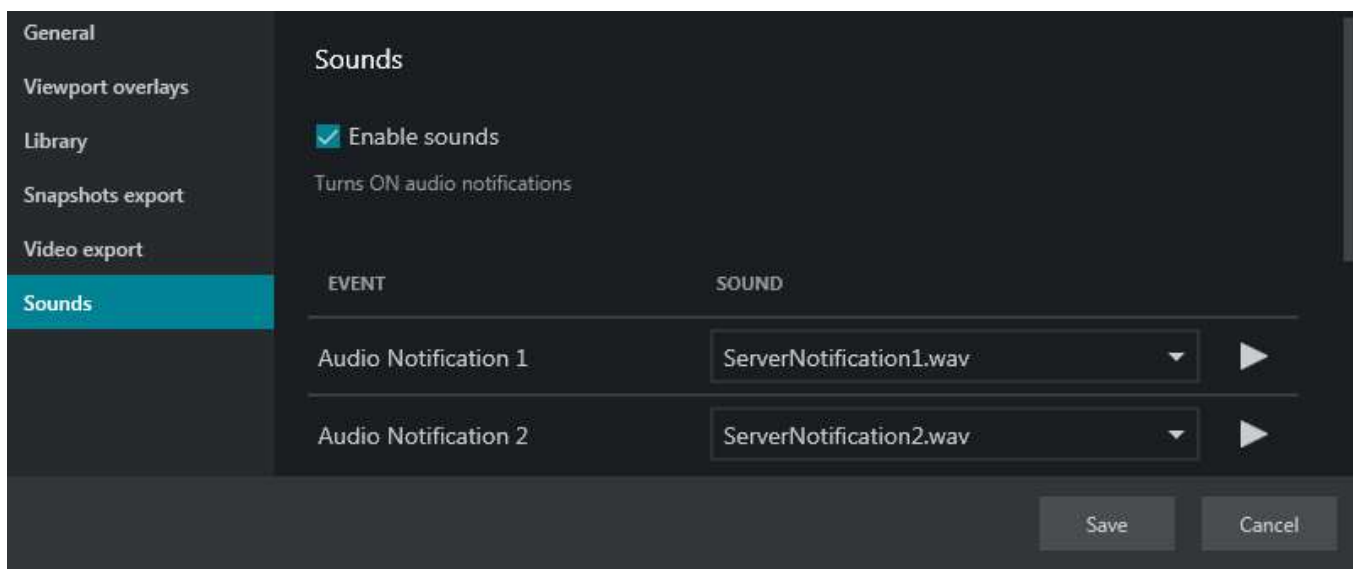 General
Viewport overlays
Library
Snapshots export
Video export
Sounds
Sounds
Enable sounds
Turns ON audio notifications
EVENT SOUND
Audio Notification 1 ServerNotification1.wav
Audio Notification 2 ServerNotification2.wav
Save Cancel